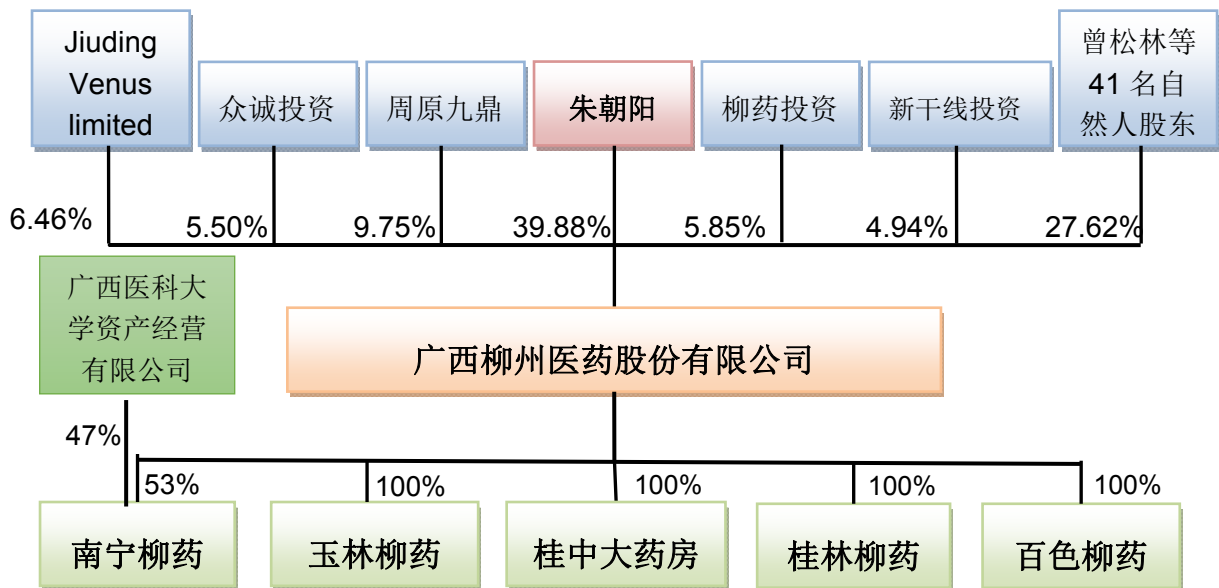 Jiuding
Venus
limited
众诚投资
周原九鼎
朱朝阳
柳药投资
新干线投资
曾松林等
41 名自
然人股东
6.46%
5.50%
9.75%
39.88%
5.85%
4.94%
27.62%
广西医科大
学资产经营
有限公司
广西柳州医药股份有限公司
47%
53%
100%
100%
100%
100%
南宁柳药
玉林柳药
桂中大药房
桂林柳药
百色柳药